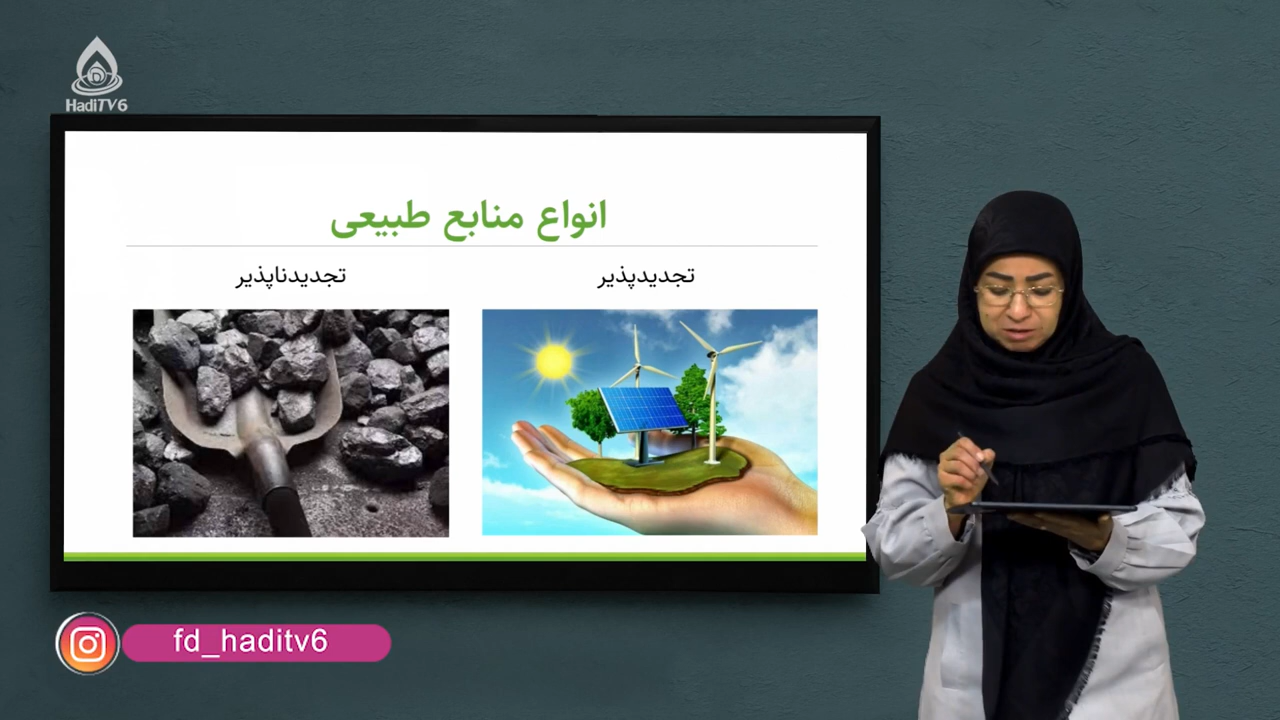 HadiTV6
انواع منابع طبیعی
تجدیدپذیر
تجدیدناپذیر
fd_haditv6